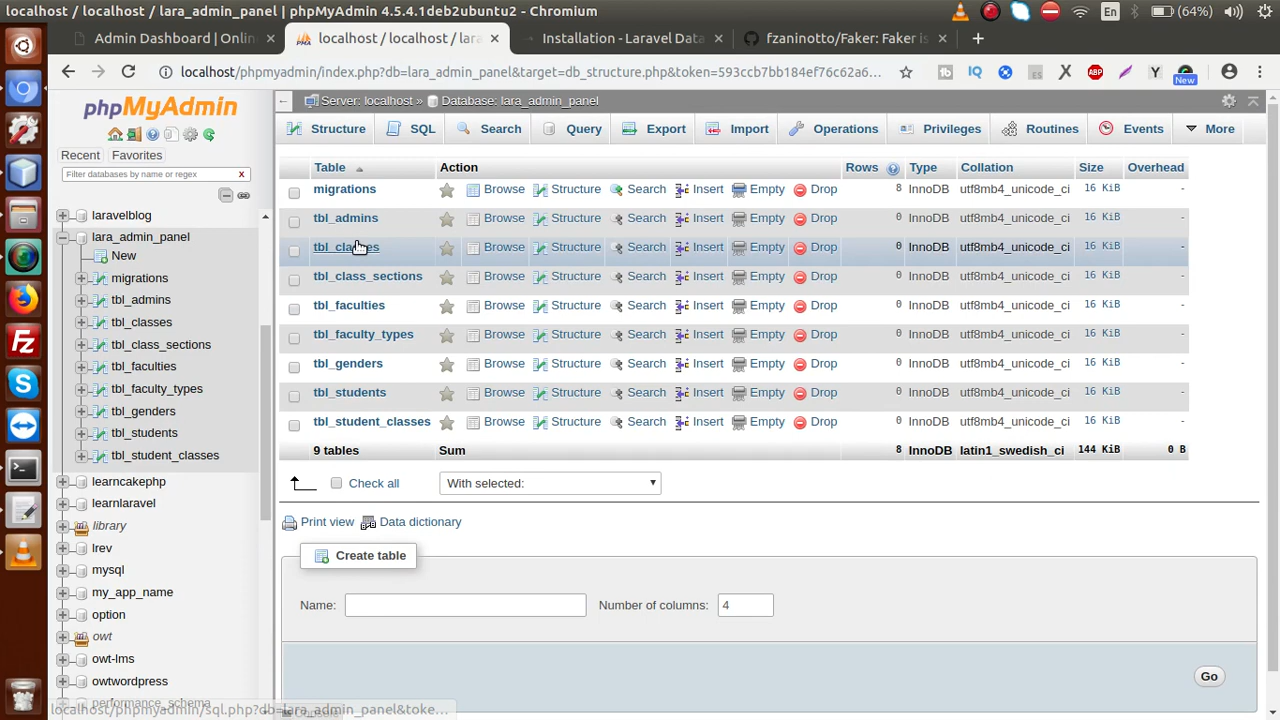 localhost / localhost / lara_admin_panel | phpMyAdmin 4.5.4.1deb2ubuntu2 - Chromium
En
(64%)
Admin Dashboard | Onlin
localhost / localhost / lara
Installation - Laravel Data
fzaninotto/Faker: Faker is
localhost/phpmyadmin/index.php?db=lara_admin_panel&target=db_structure.php&token=593ccb7bb184ef76c62a6...
IQ
ES
X
ABP
Y
New
phpMyAdmin
Recent
Favorites
Filter databases by name or regex
X
laravelblog
lara_admin_panel
New
migrations
tbl_admins
tbl_classes
tbl_class_sections
tbl_faculties
tbl_faculty_types
tbl_genders
tbl_students
tbl_student_classes
learncakephp
learnlaravel
library
lrev
mysql
my_app_name
option
owt
owt-lms
owtwordpress
performance_schema
Server: localhost » Database: lara_admin_panel
Structure SQL Search Query Export Import Operations Privileges Routines Events More
Table Action Rows Type Collation Size Overhead
migrations Browse Structure Search Insert Empty Drop 8 InnoDB utf8mb4_unicode_ci 16 KiB -
tbl_admins Browse Structure Search Insert Empty Drop 0 InnoDB utf8mb4_unicode_ci 16 KiB -
tbl_classes Browse Structure Search Insert Empty Drop 0 InnoDB utf8mb4_unicode_ci 16 KiB -
tbl_class_sections Browse Structure Search Insert Empty Drop 0 InnoDB utf8mb4_unicode_ci 16 KiB -
tbl_faculties Browse Structure Search Insert Empty Drop 0 InnoDB utf8mb4_unicode_ci 16 KiB -
tbl_faculty_types Browse Structure Search Insert Empty Drop 0 InnoDB utf8mb4_unicode_ci 16 KiB -
tbl_genders Browse Structure Search Insert Empty Drop 0 InnoDB utf8mb4_unicode_ci 16 KiB -
tbl_students Browse Structure Search Insert Empty Drop 0 InnoDB utf8mb4_unicode_ci 16 KiB -
tbl_student_classes Browse Structure Search Insert Empty Drop 0 InnoDB utf8mb4_unicode_ci 16 KiB -
9 tables Sum 8 InnoDB latin1_swedish_ci 144 KiB 0 B
Check all With selected:
Print view Data dictionary
Create table
Name: Number of columns: 4
Go
localhost/phpmyadmin/sql.php?db=lara_admin_panel&toke...